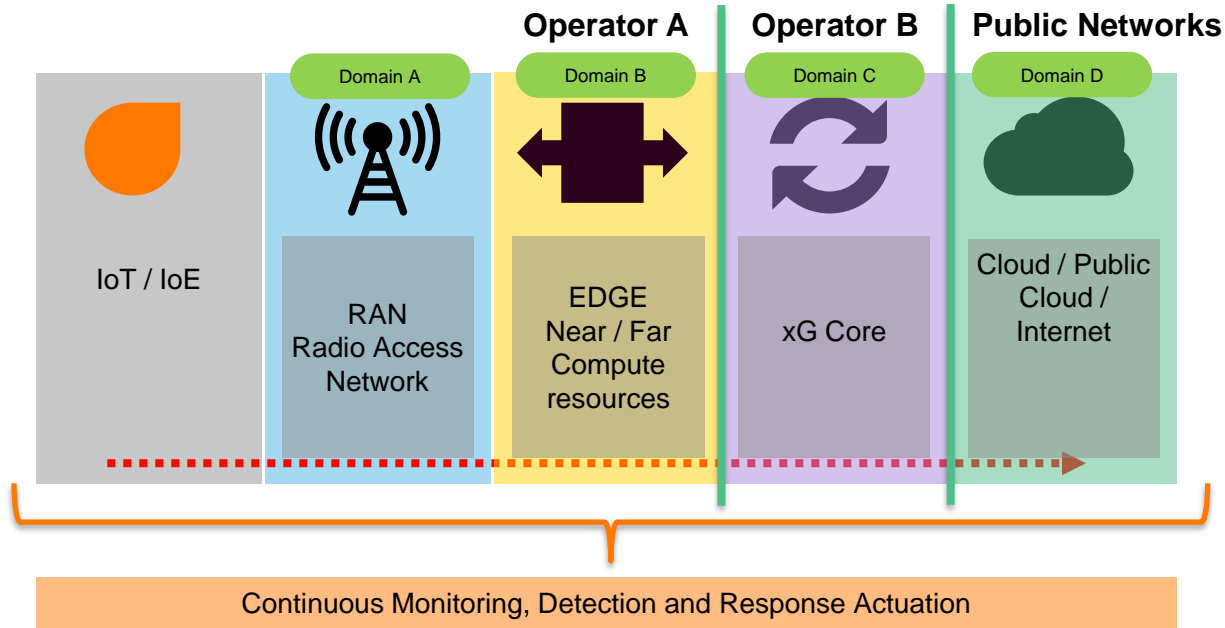 Operator A
Operator B
Public Networks
Domain A
Domain B
Domain C
Domain D
IoT / IoE
RAN
Radio Access
Network
EDGE
Near / Far
Compute
resources
xG Core
Cloud / Public
Cloud /
Internet
Continuous Monitoring, Detection and Response Actuation